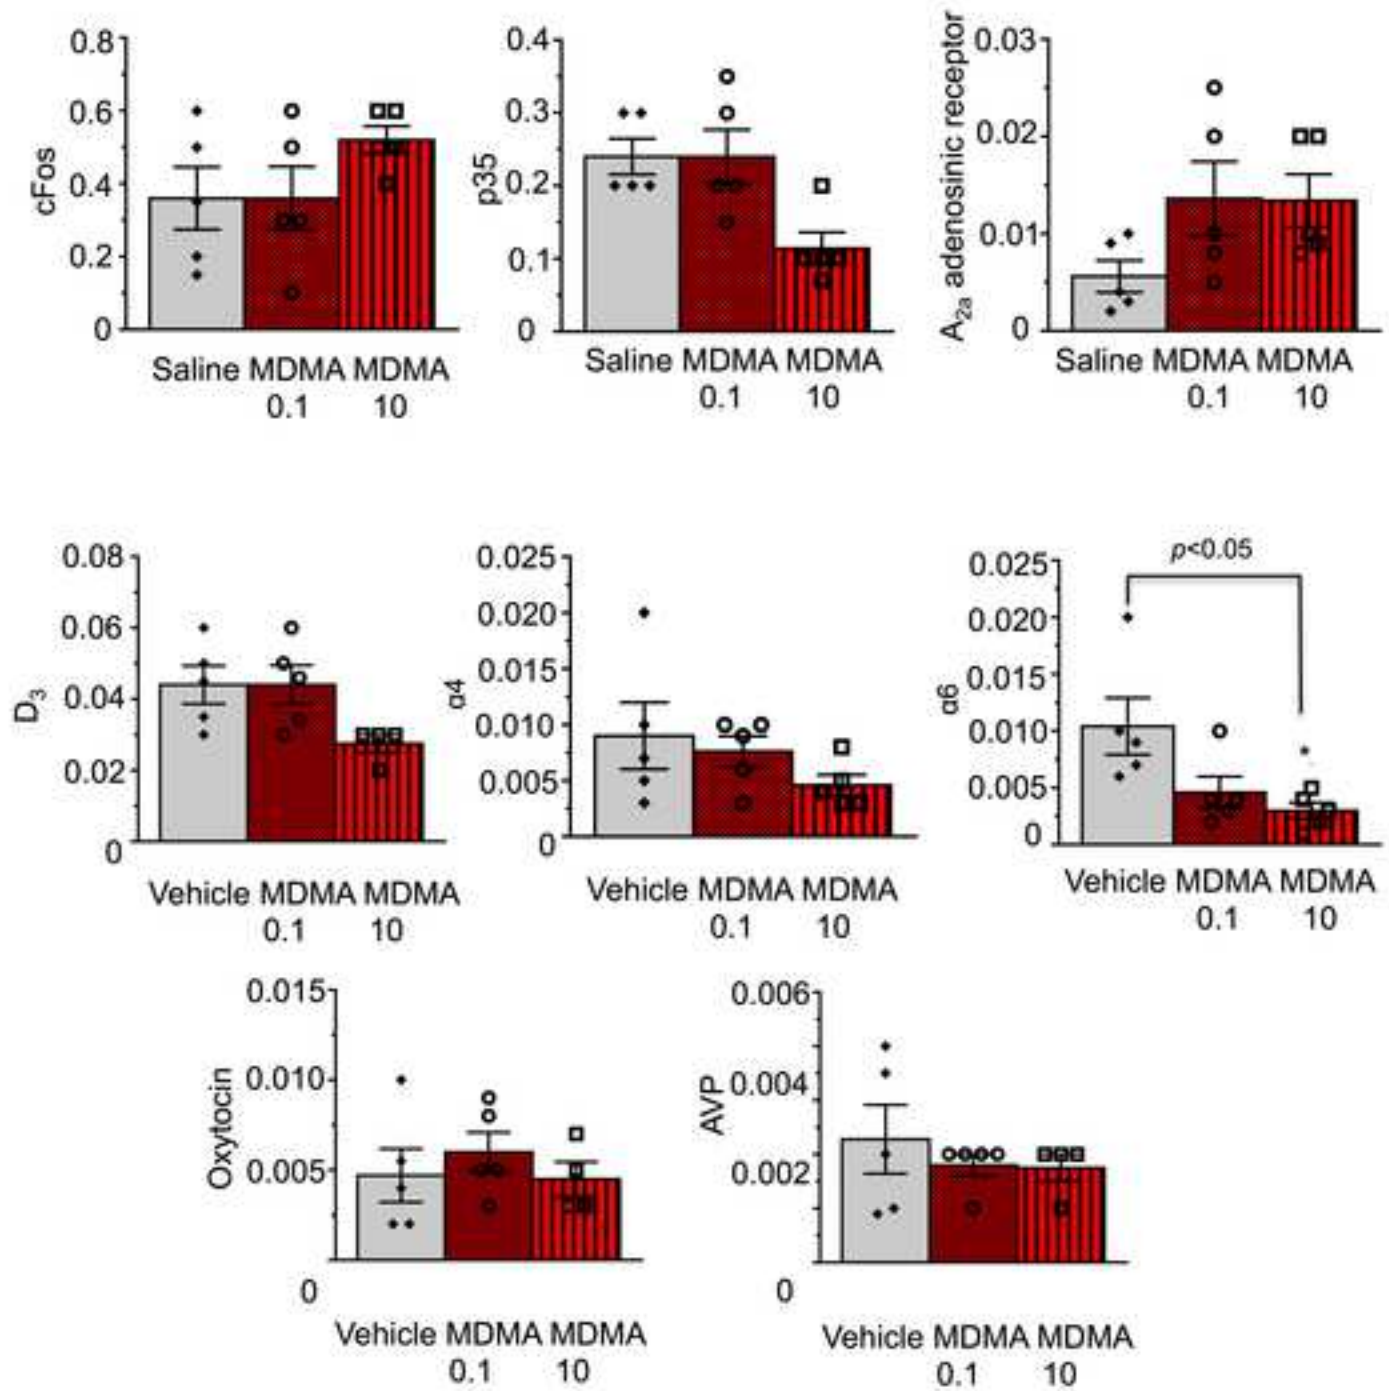 cFos
0.8
0.6
0.4
0.2
0
Saline MDMA MDMA
0.1 10
p35
0.4
0.3
0.2
0.1
0
Saline MDMA MDMA
0.1 10
A2a adenosinic receptor
0.03
0.02
0.01
0
Saline MDMA MDMA
0.1 10
D3
0.08
0.06
0.04
0.02
0
Vehicle MDMA MDMA
0.1 10
α4
0.025
0.020
0.015
0.010
0.005
0
Vehicle MDMA MDMA
0.1 10
α6
0.025
0.020
0.015
0.010
0.005
0
p<0.05
*
Vehicle MDMA MDMA
0.1 10
Oxytocin
0.015
0.010
0.005
0
Vehicle MDMA MDMA
0.1 10
AVP
0.006
0.004
0.002
0
Vehicle MDMA MDMA
0.1 10